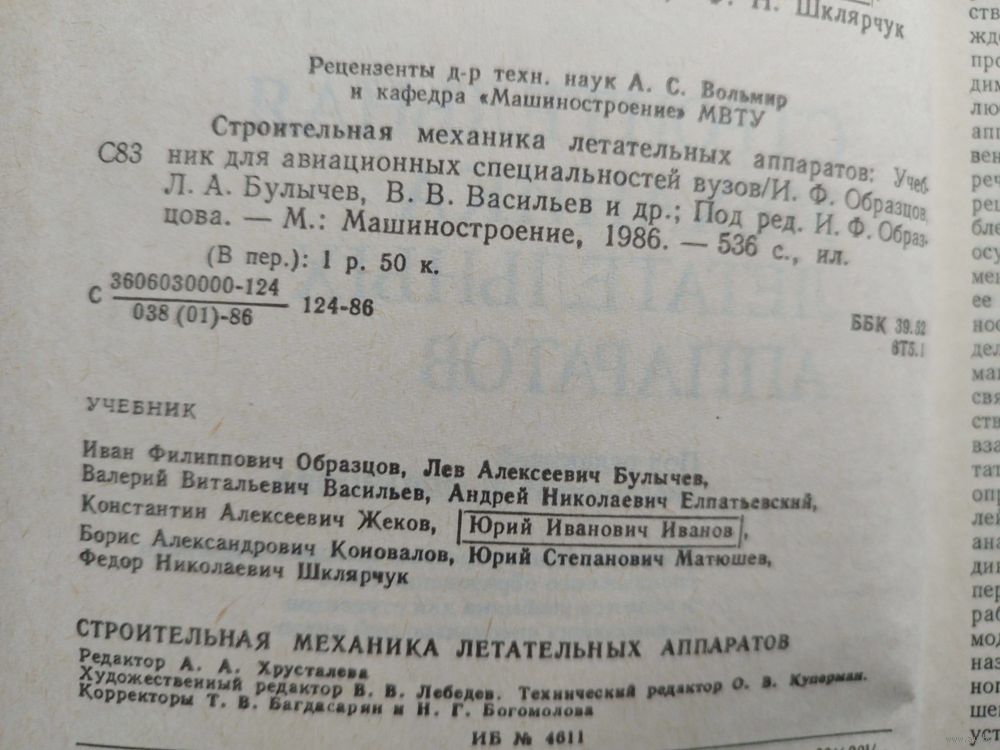 Н. Шклярчук
Рецензенты д-р техн. наук А. С. Вольмир
и кафедра «Машиностроение» МВТУ
Строительная механика летательных аппаратов: Учеб-
С83 ник для авиационных специальностей вузов/И. Ф. Образцов,
Л. А. Булычев, В. В. Васильев и др.; Под ред. И. Ф. Образ-
цова. — М.: Машиностроение, 1986. — 536 с., ил.
(В пер.): 1 р. 50 к.
С 3606030000-124
038 (01)-86
124-86
ББК 39.52
6Т5.1
УЧЕБНИК
Иван Филиппович Образцов, Лев Алексеевич Булычев,
Валерий Витальевич Васильев, Андрей Николаевич Елпатьевский,
Константин Алексеевич Жеков, Юрий Иванович Иванов,
Борис Александрович Коновалов, Юрий Степанович Матюшев,
Федор Николаевич Шклярчук
СТРОИТЕЛЬНАЯ МЕХАНИКА ЛЕТАТЕЛЬНЫХ АППАРАТОВ
Редактор А. А. Хрусталева
Художественный редактор В. В. Лебедев. Технический редактор О. В. Куперман.
Корректоры Т. В. Багдасарян и Н. Г. Богомолова
ИБ № 4611